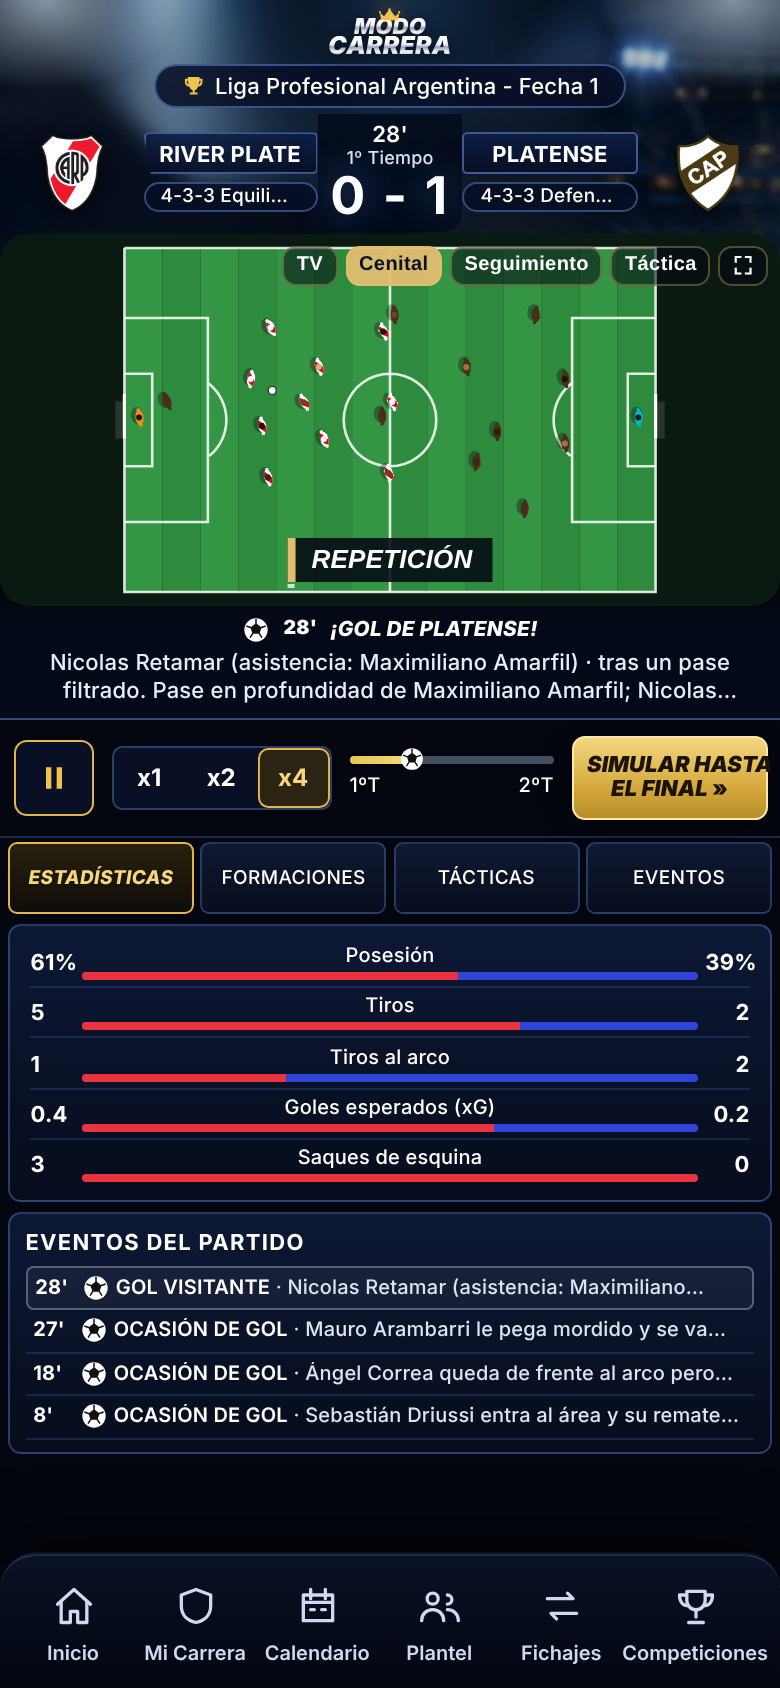 MODO
CARRERA
Liga Profesional Argentina - Fecha 1
28'
RIVER PLATE
1º Tiempo
PLATENSE
4-3-3 Equili...
0 - 1
4-3-3 Defen...
CARP
CAP
TV
Cenital
Seguimiento
Táctica
REPETICIÓN
28' ¡GOL DE PLATENSE!
Nicolas Retamar (asistencia: Maximiliano Amarfil) · tras un pase
filtrado. Pase en profundidad de Maximiliano Amarfil; Nicolas...
x1
x2
x4
1ºT
2ºT
SIMULAR HASTA
EL FINAL »
ESTADÍSTICAS
FORMACIONES
TÁCTICAS
EVENTOS
61% Posesión 39%
5 Tiros 2
1 Tiros al arco 2
0.4 Goles esperados (xG) 0.2
3 Saques de esquina 0
EVENTOS DEL PARTIDO
28' GOL VISITANTE · Nicolas Retamar (asistencia: Maximiliano...
27' OCASIÓN DE GOL · Mauro Arambarri le pega mordido y se va...
18' OCASIÓN DE GOL · Ángel Correa queda de frente al arco pero...
8' OCASIÓN DE GOL · Sebastián Driussi entra al área y su remate...
Inicio
Mi Carrera
Calendario
Plantel
Fichajes
Competiciones